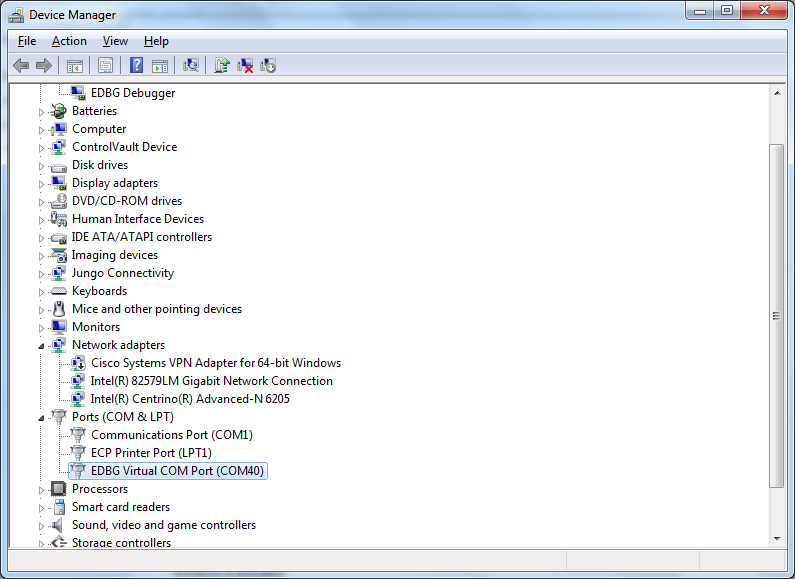 Device Manager
File Action View Help
EDBG Debugger
Batteries
Computer
ControlVault Device
Disk drives
Display adapters
DVD/CD-ROM drives
Human Interface Devices
IDE ATA/ATAPI controllers
Imaging devices
Jungo Connectivity
Keyboards
Mice and other pointing devices
Monitors
Network adapters
Cisco Systems VPN Adapter for 64-bit Windows
Intel(R) 82579LM Gigabit Network Connection
Intel(R) Centrino(R) Advanced-N 6205
Ports (COM & LPT)
Communications Port (COM1)
ECP Printer Port (LPT1)
EDBG Virtual COM Port (COM40)
Processors
Smart card readers
Sound, video and game controllers
Storage controllers